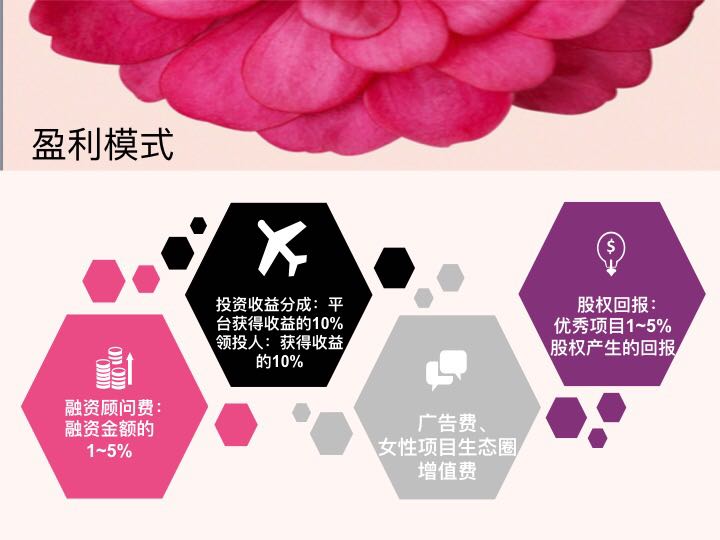 盈利模式
融资顾问费：
融资金额的
1~5%
投资收益分成：平
台获得收益的10%
领投人：获得收益
的10%
广告费、
女性项目生态圈
增值费
$
股权回报：
优秀项目1~5%
股权产生的回报